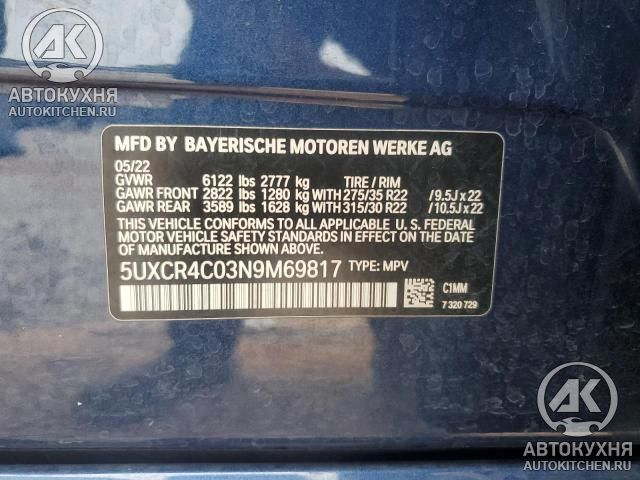 АК
АВТОКУХНЯ
AUTOKITCHEN.RU
MFD BY BAYERISCHE MOTOREN WERKE AG
05/22
GVWR 6122 lbs 2777 kg TIRE / RIM
GAWR FRONT 2822 lbs 1280 kg WITH 275/35 R22 /9.5J x 22
GAWR REAR 3589 lbs 1628 kg WITH 315/30 R22 /10.5J x 22
THIS VEHICLE CONFORMS TO ALL APPLICABLE U. S. FEDERAL
MOTOR VEHICLE SAFETY STANDARDS IN EFFECT ON THE DATE OF
MANUFACTURE SHOWN ABOVE.
5UXCR4C03N9M69817 TYPE: MPV
C1MM
7 320 729
АК
АВТОКУХНЯ
AUTOKITCHEN.RU